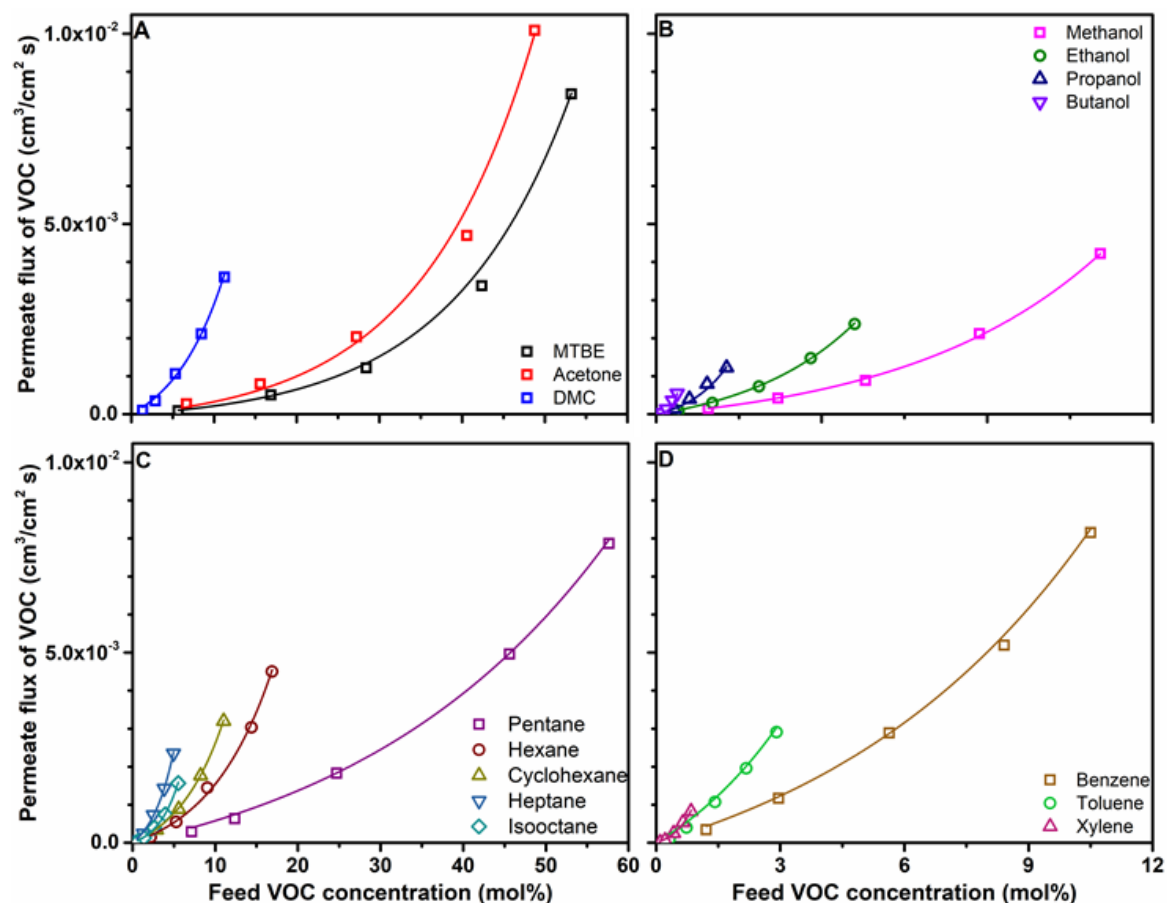 A
B
1.0x10⁻²
5.0x10⁻³
0.0
Permeate flux of VOC (cm³/cm² s)
MTBE
Acetone
DMC
Methanol
Ethanol
Propanol
Butanol
C
D
1.0x10⁻²
5.0x10⁻³
0.0
Permeate flux of VOC (cm³/cm² s)
Pentane
Hexane
Cyclohexane
Heptane
Isooctane
Benzene
Toluene
Xylene
0 10 20 30 40 50 60
0 3 6 9 12
Feed VOC concentration (mol%)
Feed VOC concentration (mol%)